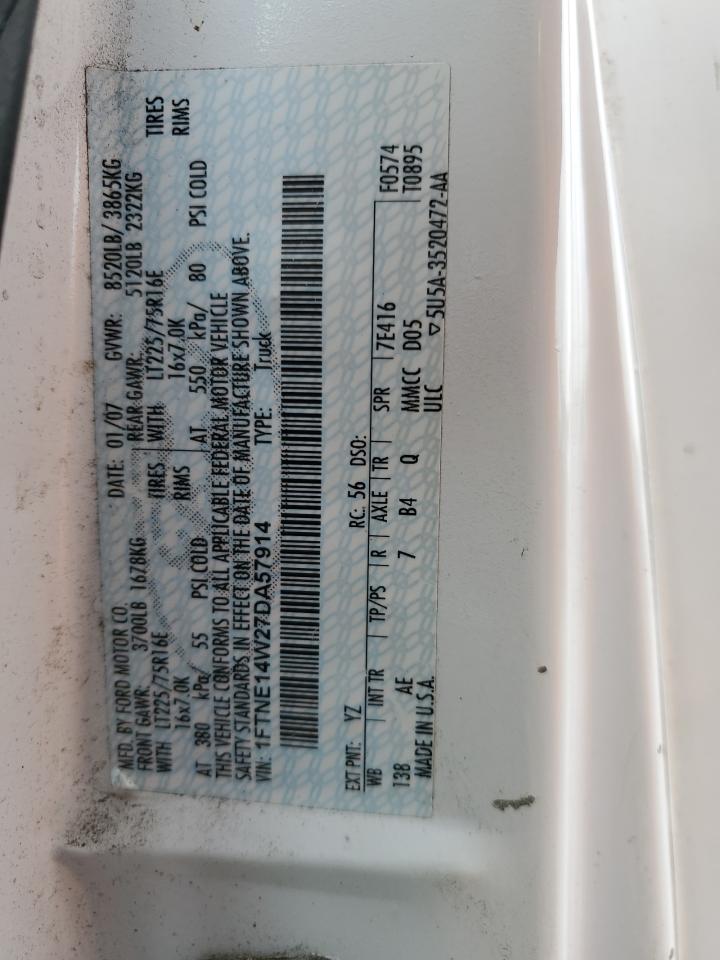 MFD. BY FORD MOTOR CO.
DATE: 01/07 GVWR: 8520LB/ 3865KG
FRONT GAWR: 3700LB 1678KG REAR GAWR: 5120LB 2322KG
WITH LT225/75R16E TIRES WITH LT225/75R16E TIRES
16x7.0K RIMS 16x7.0K RIMS
AT 380 kPa/ 55 PSI COLD AT 550 kPa/ 80 PSI COLD
THIS VEHICLE CONFORMS TO ALL APPLICABLE FEDERAL MOTOR VEHICLE
SAFETY STANDARDS IN EFFECT ON THE DATE OF MANUFACTURE SHOWN ABOVE.
VIN: 1FTNE14W27DA57914 TYPE: Truck
EXT PNT: YZ RC: 56 DSO:
WB INT TR TP/PS R AXLE TR SPR 7E416 F0574
138 AE 7 B4 Q MMCC D05 T0895
MADE IN U.S.A. ULC ▽5U5A-3520472-AA